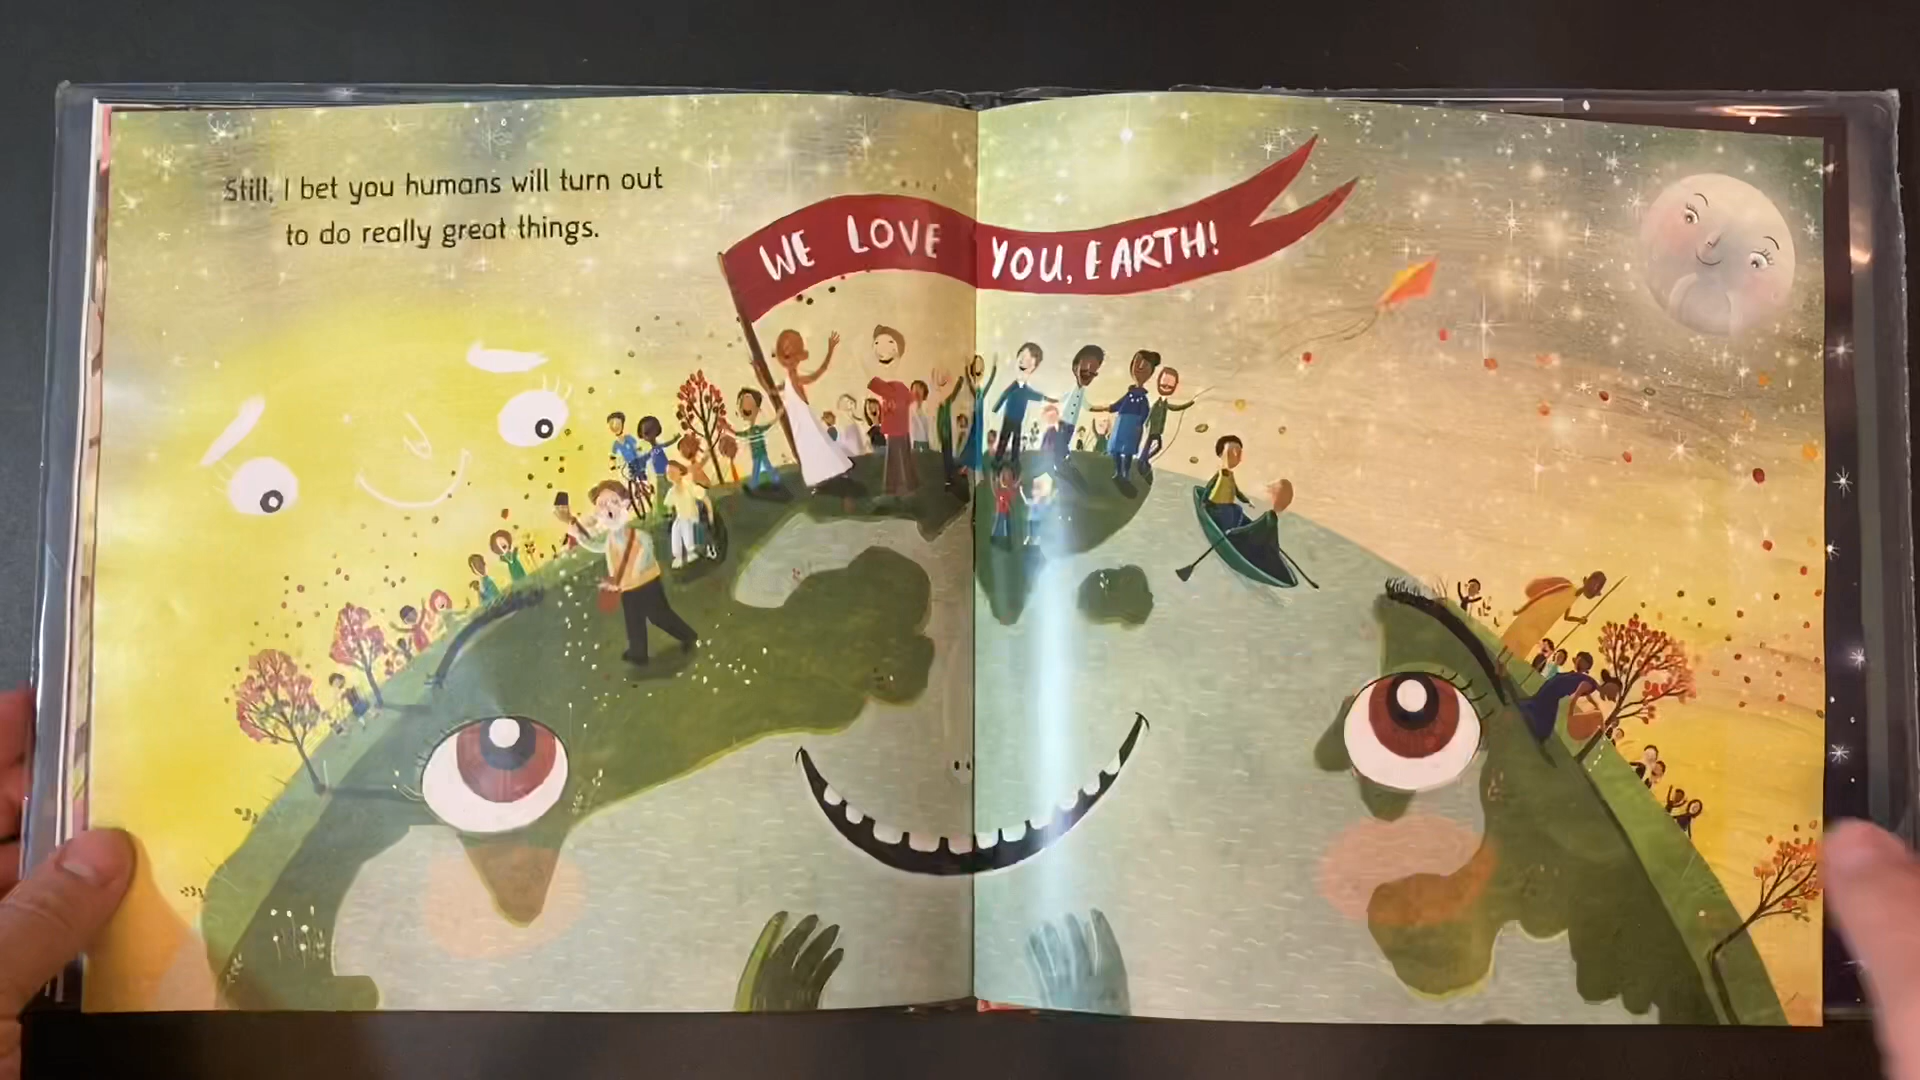 Still, I bet you humans will turn out
to do really great things.
WE LOVE YOU, EARTH!